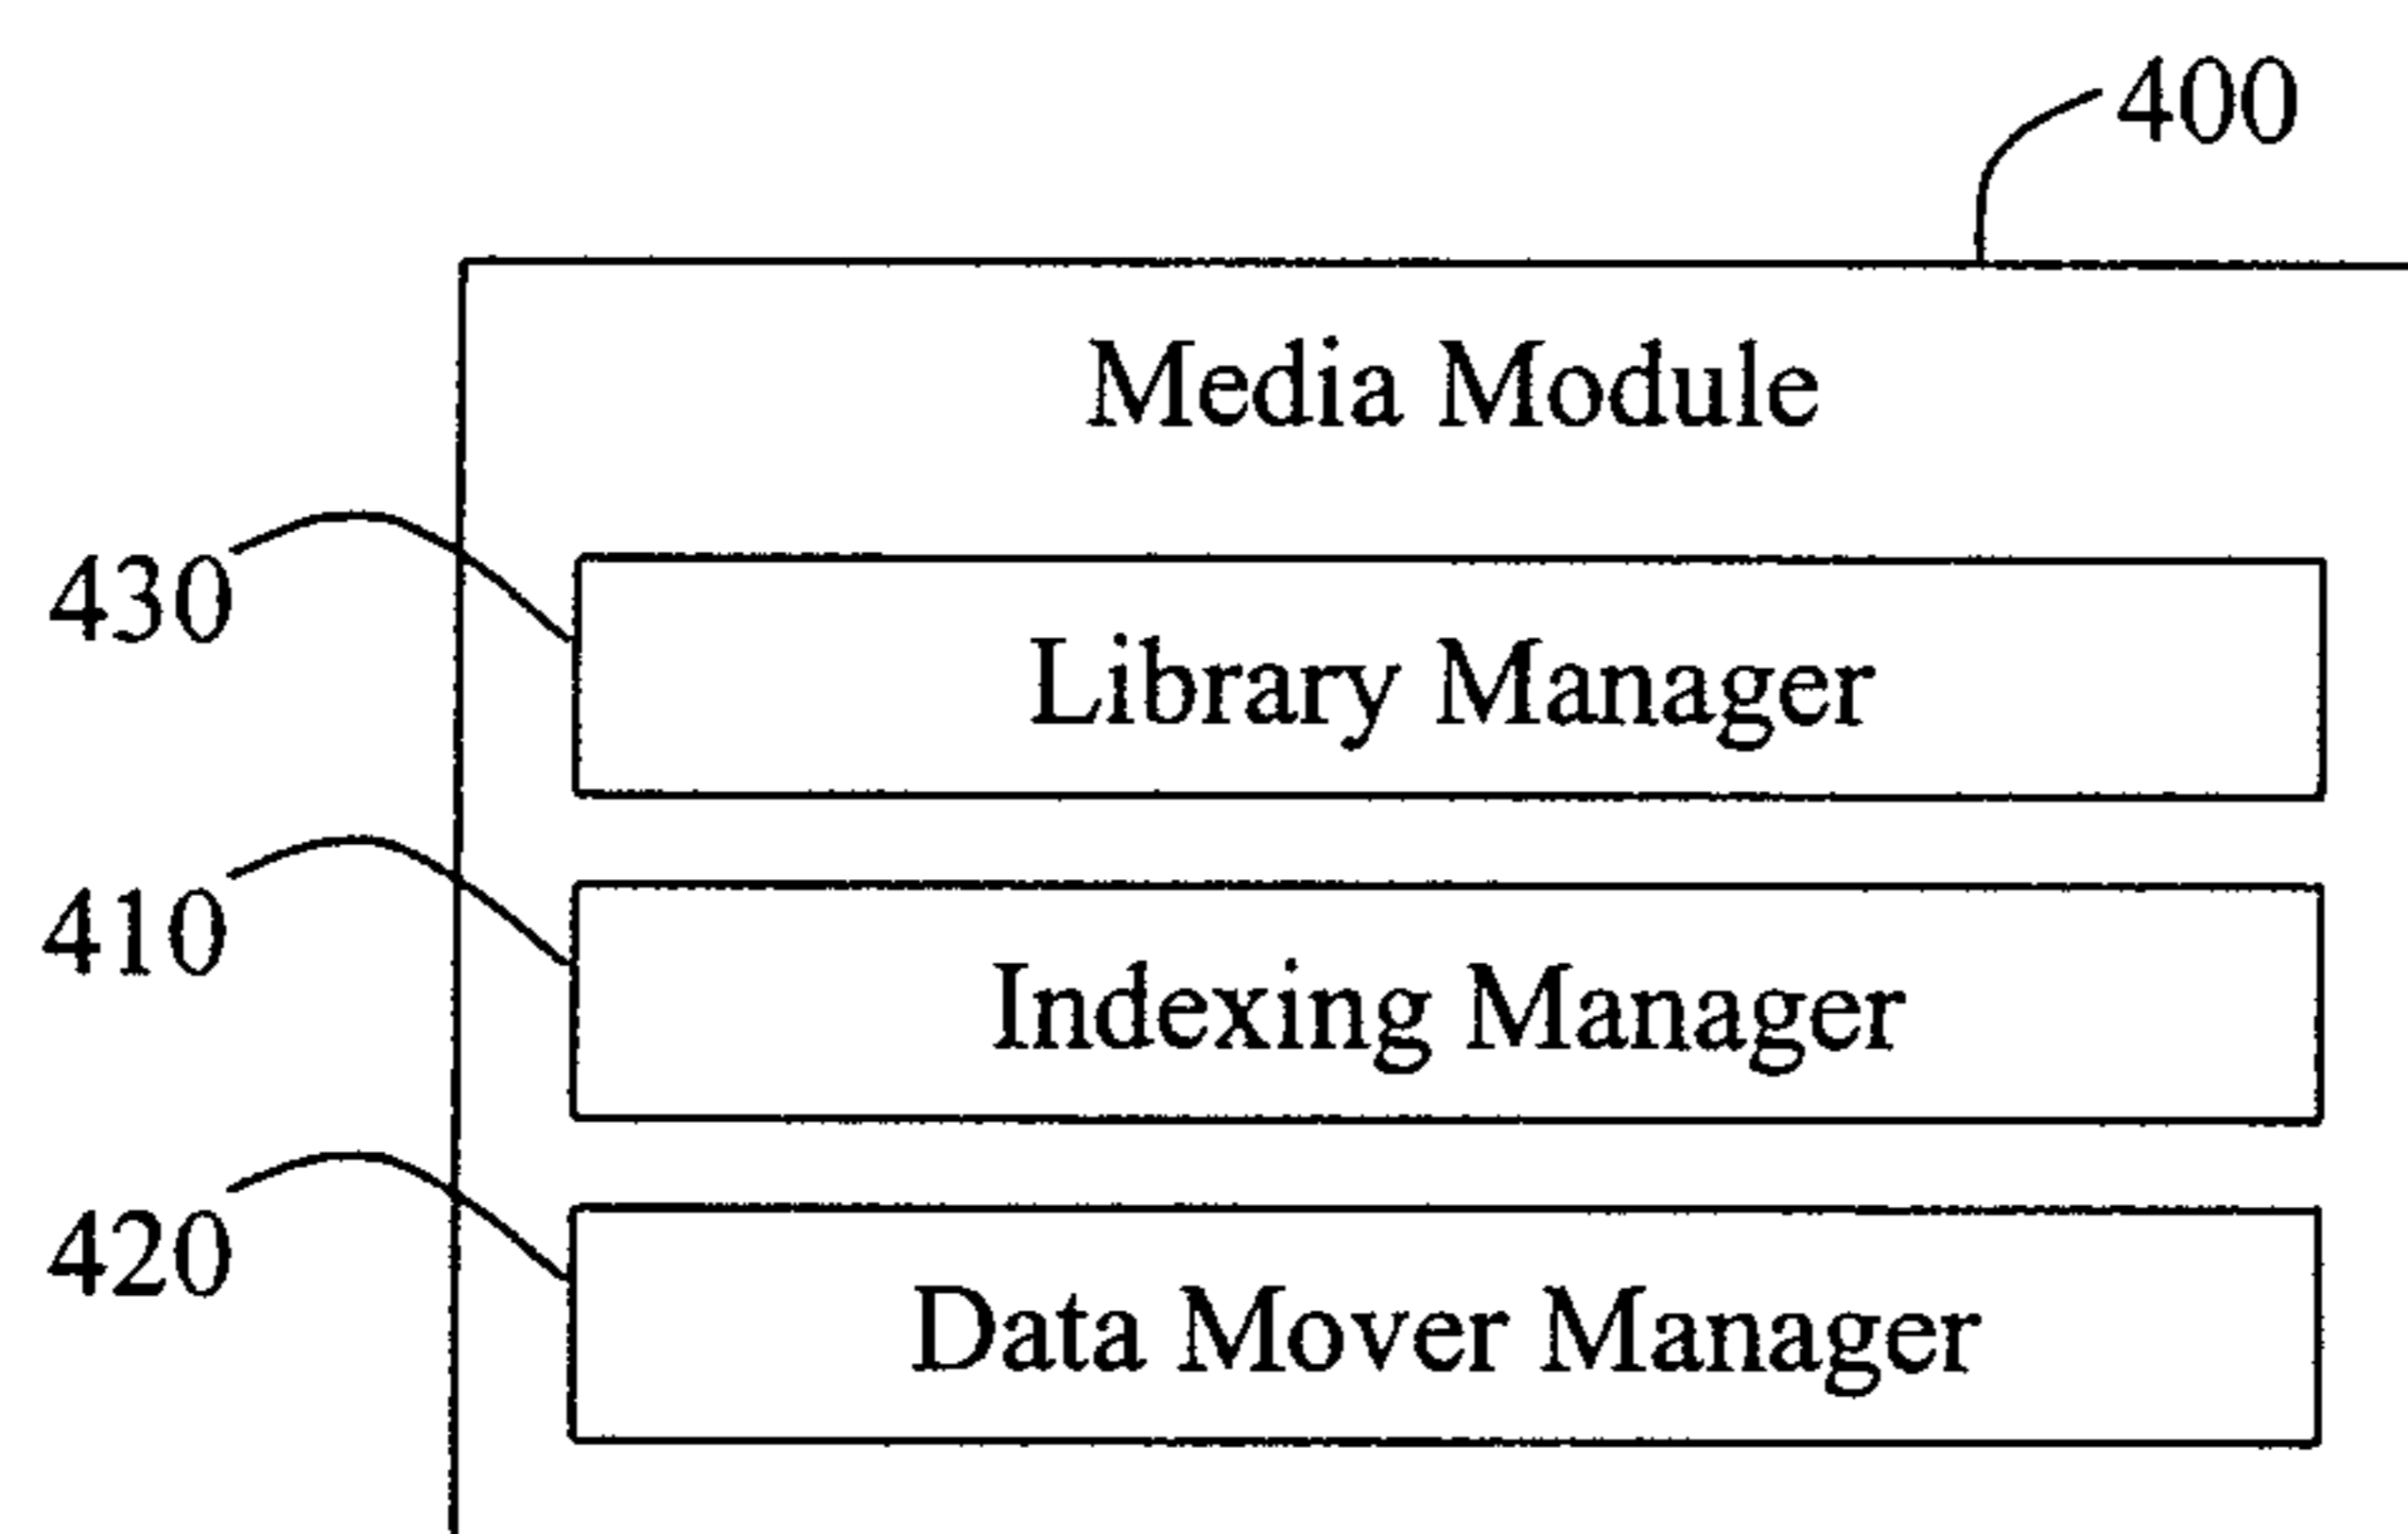 400
Media Module
430
Library Manager
410
Indexing Manager
420
Data Mover Manager